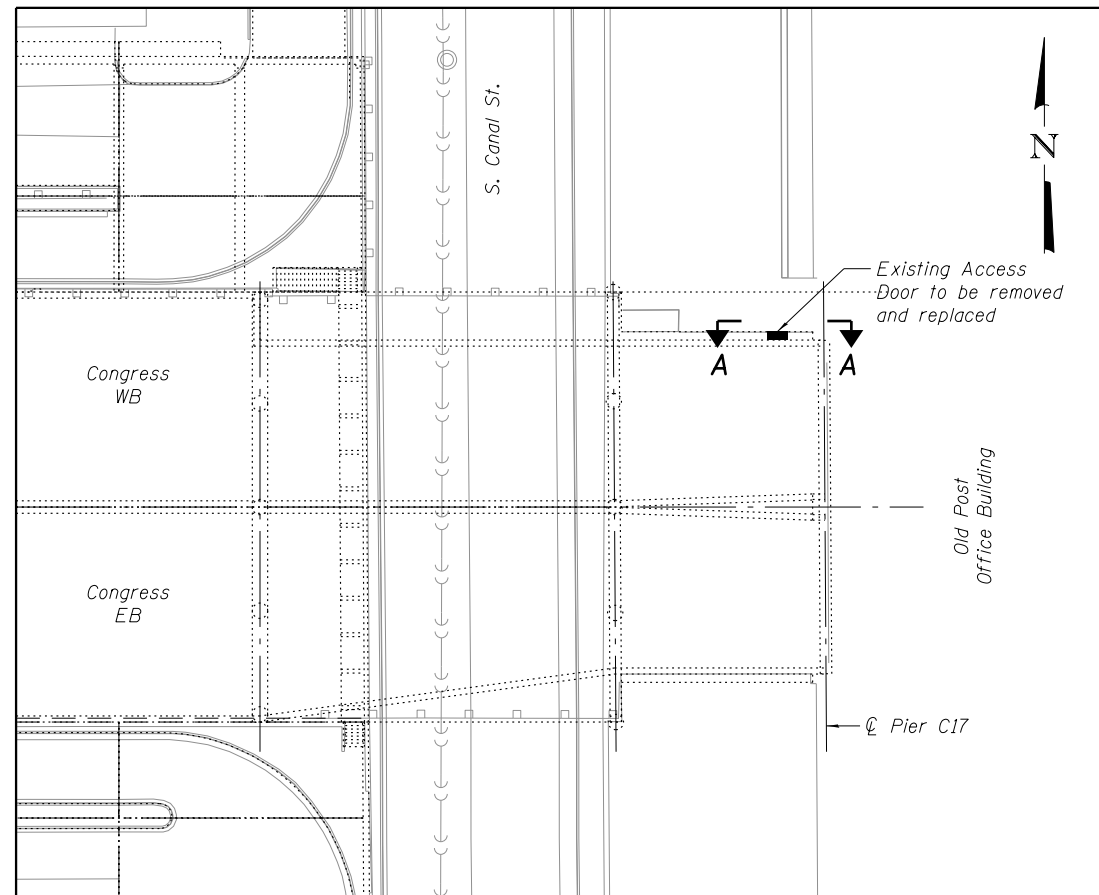 S. Canal St.
N
Existing Access
Door to be removed
and replaced
A
A
Congress
WB
Old Post
Office Building
Congress
EB
℄ Pier C17